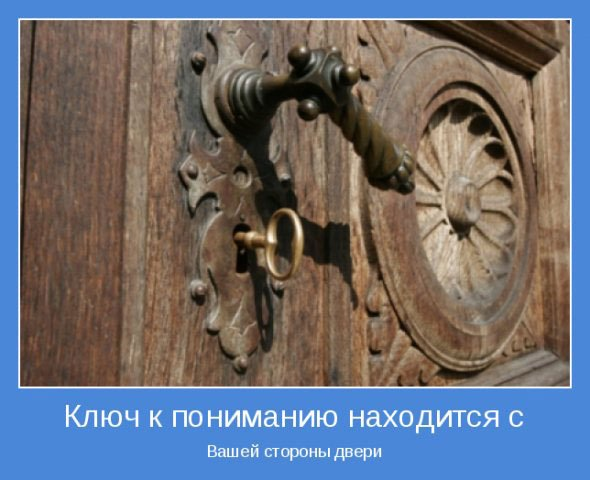 Ключ к пониманию находится с
Вашей стороны двери